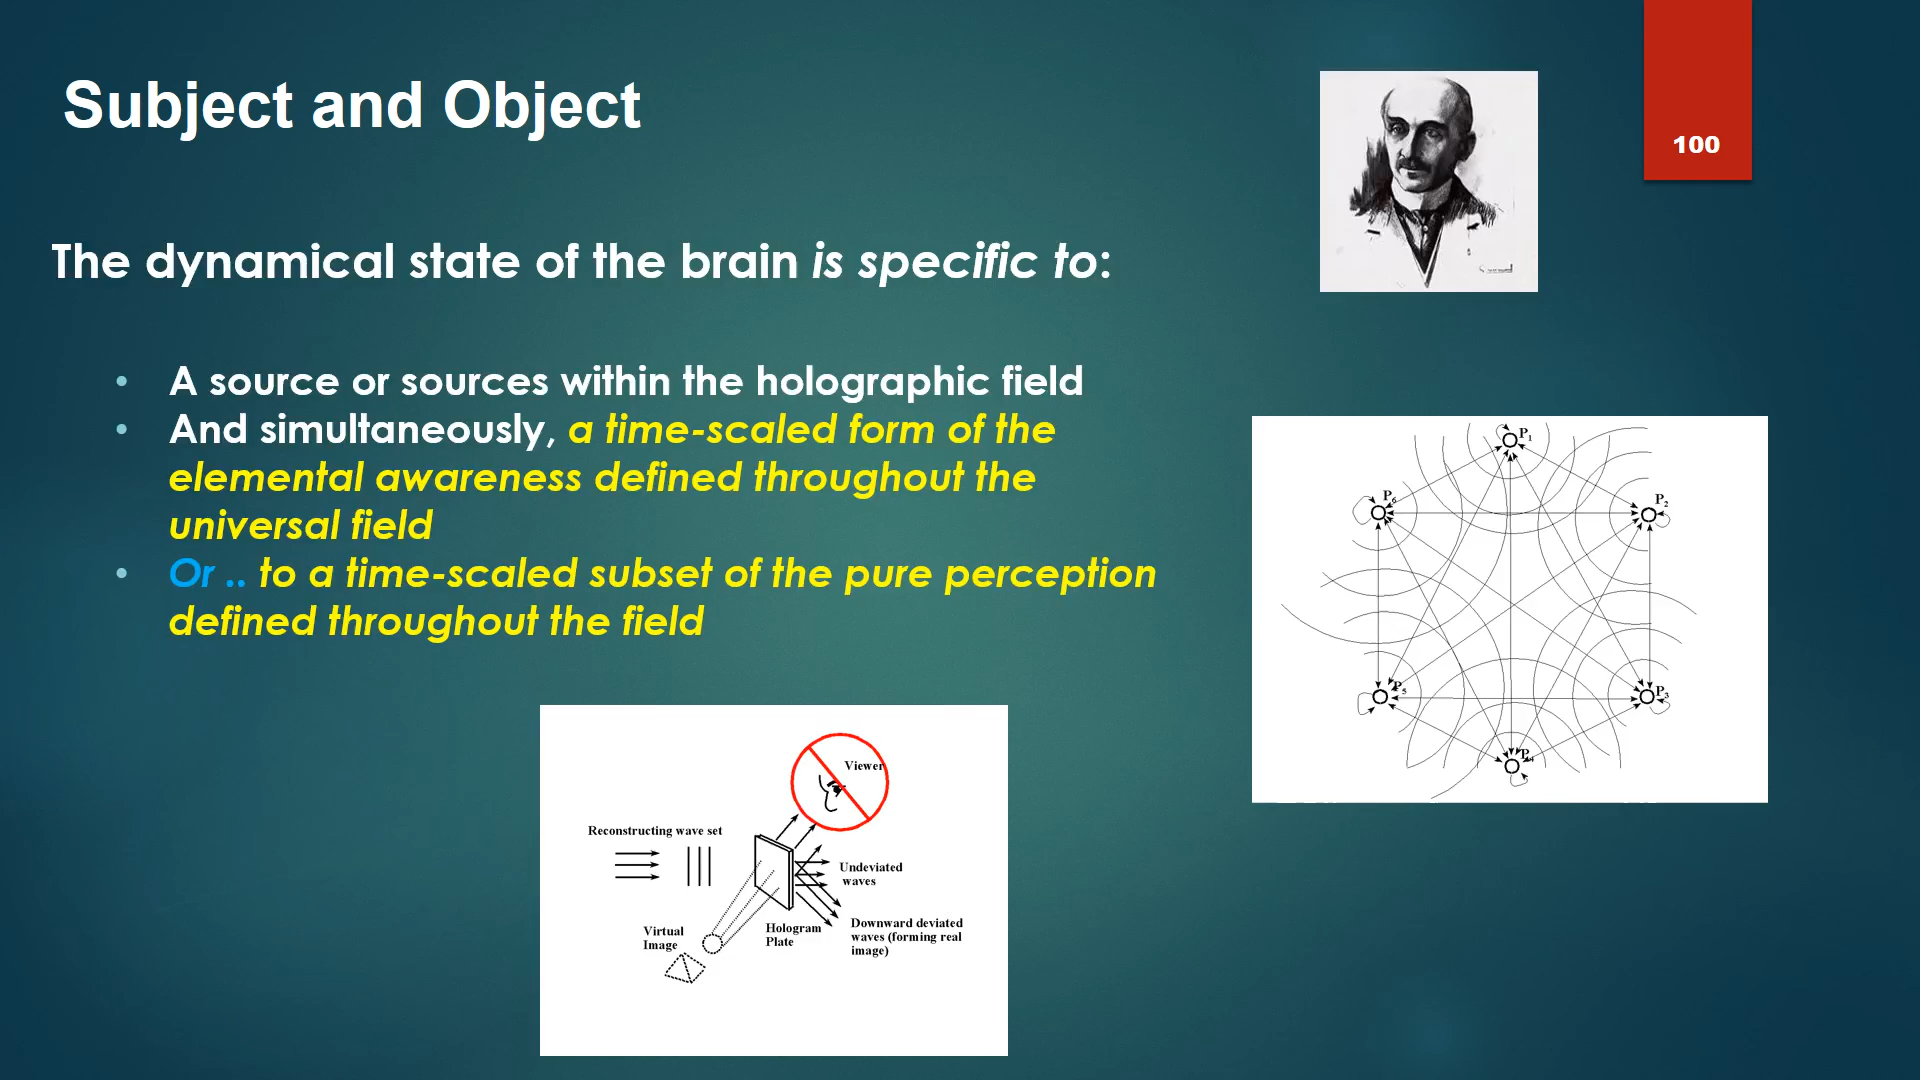 Subject and Object
100
The dynamical state of the brain is specific to:
• A source or sources within the holographic field
• And simultaneously, a time-scaled form of the
elemental awareness defined throughout the
universal field
• Or .. to a time-scaled subset of the pure perception
defined throughout the field
P1
P6
P2
P5
P3
P4
Viewer
Reconstructing wave set
Undeviated
waves
Virtual
Image
Hologram
Plate
Downward deviated
waves (forming real
image)